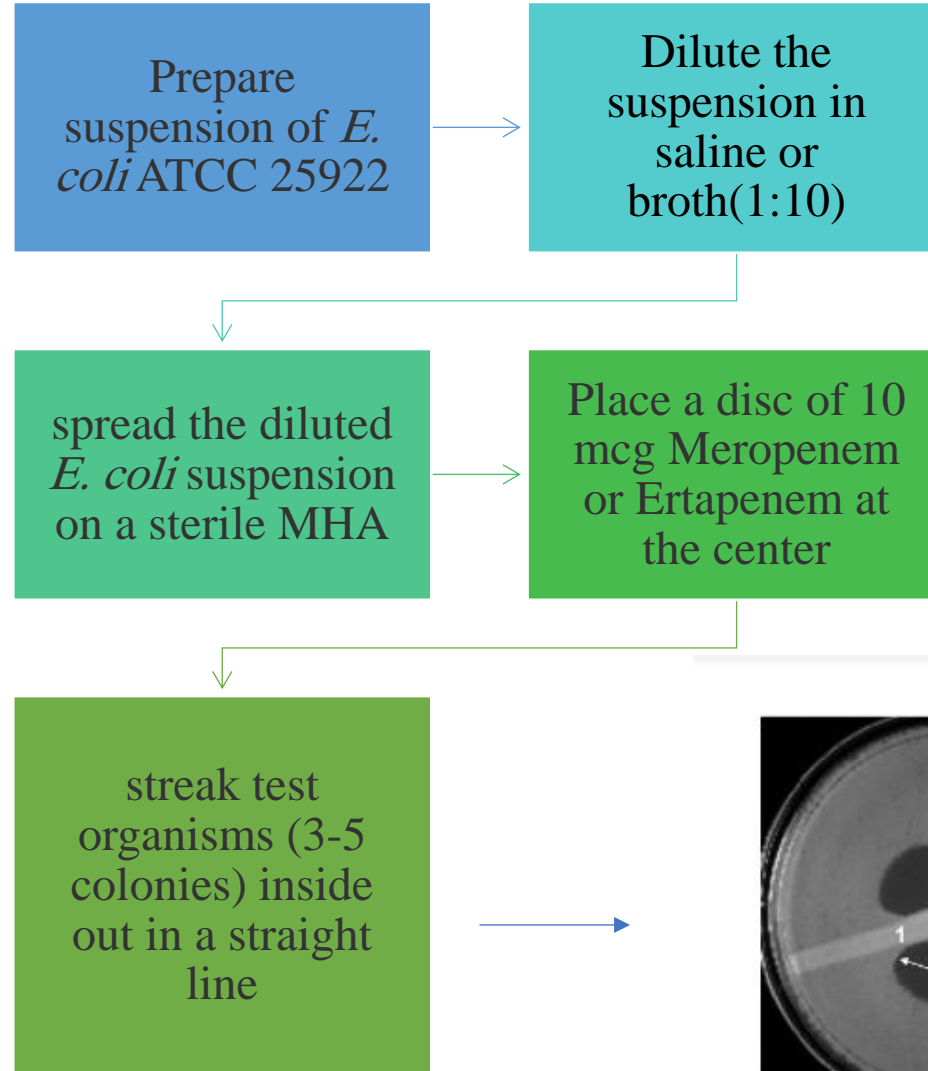 Prepare
suspension of E.
coli ATCC 25922
Dilute the
suspension in
saline or
broth(1:10)
spread the diluted
E. coli suspension
on a sterile MHA
Place a disc of 10
mcg Meropenem
or Ertapenem at
the center
streak test
organisms (3-5
colonies) inside
out in a straight
line
1